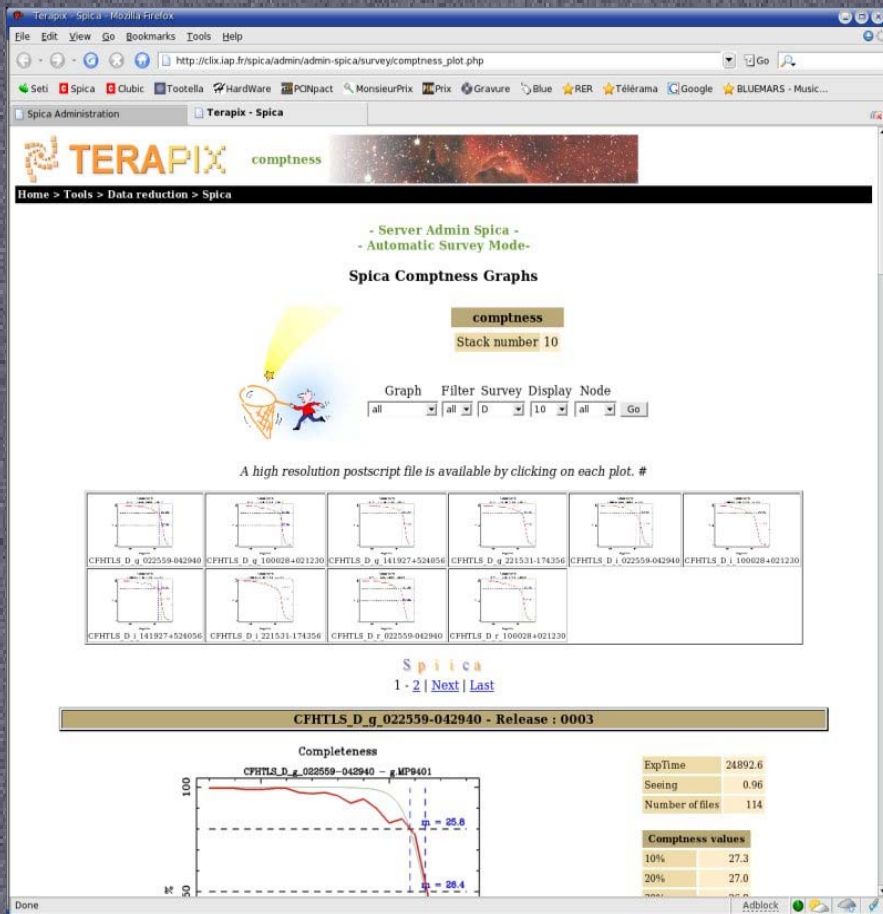 Terapix - Spica - Mozilla Firefox
File Edit View Go Bookmarks Tools Help
http://clix.iap.fr/spica/admin/admin-spica/survey/comptness_plot.php Go
Seti Spica Clubic Tootella HardWare PCINpact MonsieurPrix Prix Gravure Blue RER Télérama Google BLUEMARS - Music...
Spica Administration Terapix - Spica
TERAPIX comptness
Home > Tools > Data reduction > Spica
- Server Admin Spica -
- Automatic Survey Mode-
Spica Comptness Graphs
comptness
Stack number 10
Graph Filter Survey Display Node
all all D 10 all Go
A high resolution postscript file is available by clicking on each plot. #
CFHTLS_D_g_022559-042940 CFHTLS_D_g_100028+021230 CFHTLS_D_g_141927+524056 CFHTLS_D_g_221531-174356 CFHTLS_D_i_022559-042940 CFHTLS_D_i_100028+021230
CFHTLS_D_i_141927+524056 CFHTLS_D_i_221531-174356 CFHTLS_D_r_022559-042940 CFHTLS_D_r_100028+021230
Spiica
1 - 2 | Next | Last
CFHTLS_D_g_022559-042940 - Release : 0003
Completeness
CFHTLS_D_g_022559-042940 - g.MP9401
100
m = 25.8
m = 26.4
50
%
ExpTime 24892.6
Seeing 0.96
Number of files 114
Comptness values
10% 27.3
20% 27.0
Done Adblock